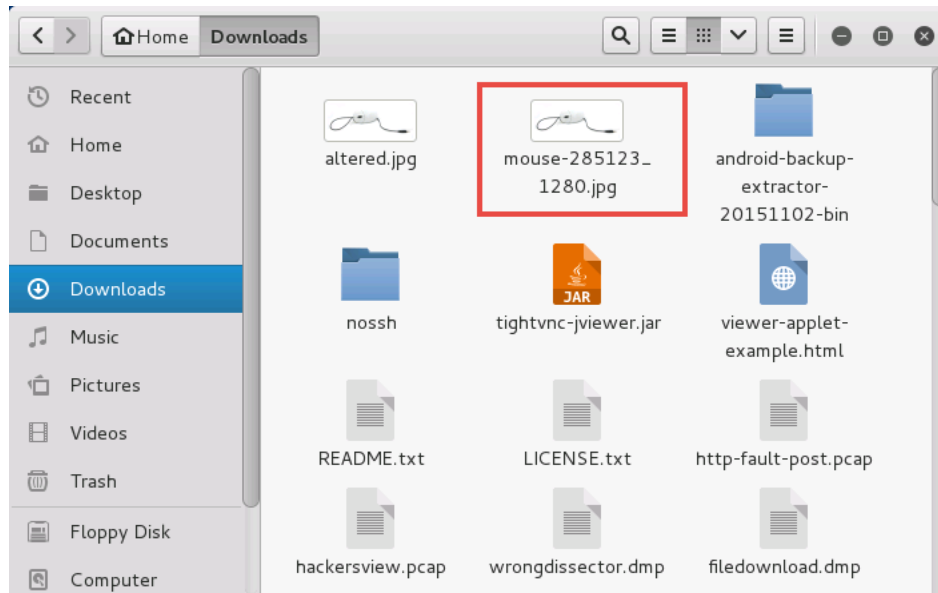 Home Downloads
Recent
Home
Desktop
Documents
Downloads
Music
Pictures
Videos
Trash
Floppy Disk
Computer
altered.jpg
mouse-285123_
1280.jpg
android-backup-
extractor-
20151102-bin
nossh
JAR
tightvnc-jviewer.jar
viewer-applet-
example.html
README.txt
LICENSE.txt
http-fault-post.pcap
hackersview.pcap
wrongdissector.dmp
filedownload.dmp